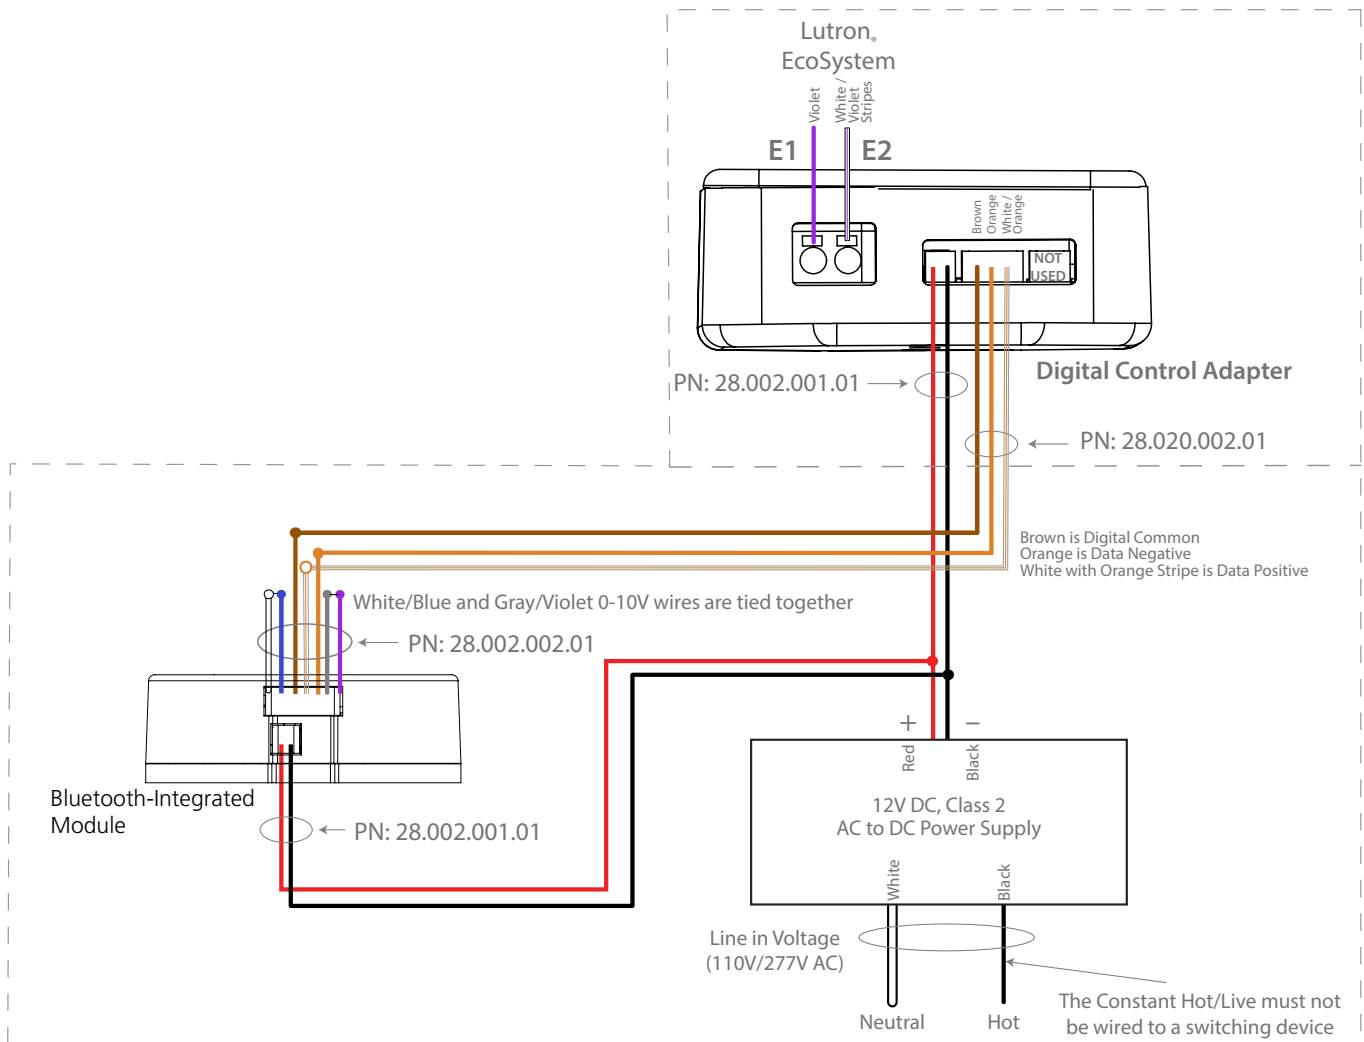 Lutron®
EcoSystem
Violet
White /
Violet
Stripes
E1
E2
Brown
Orange
White /
Orange
NOT
USED
PN: 28.002.001.01
Digital Control Adapter
PN: 28.020.002.01
Brown is Digital Common
Orange is Data Negative
White with Orange Stripe is Data Positive
White/Blue and Gray/Violet 0-10V wires are tied together
PN: 28.002.002.01
+
−
Red
Black
Bluetooth-Integrated
Module
12V DC, Class 2
AC to DC Power Supply
PN: 28.002.001.01
White
Black
Line in Voltage
(110V/277V AC)
The Constant Hot/Live must not
be wired to a switching device
Neutral
Hot